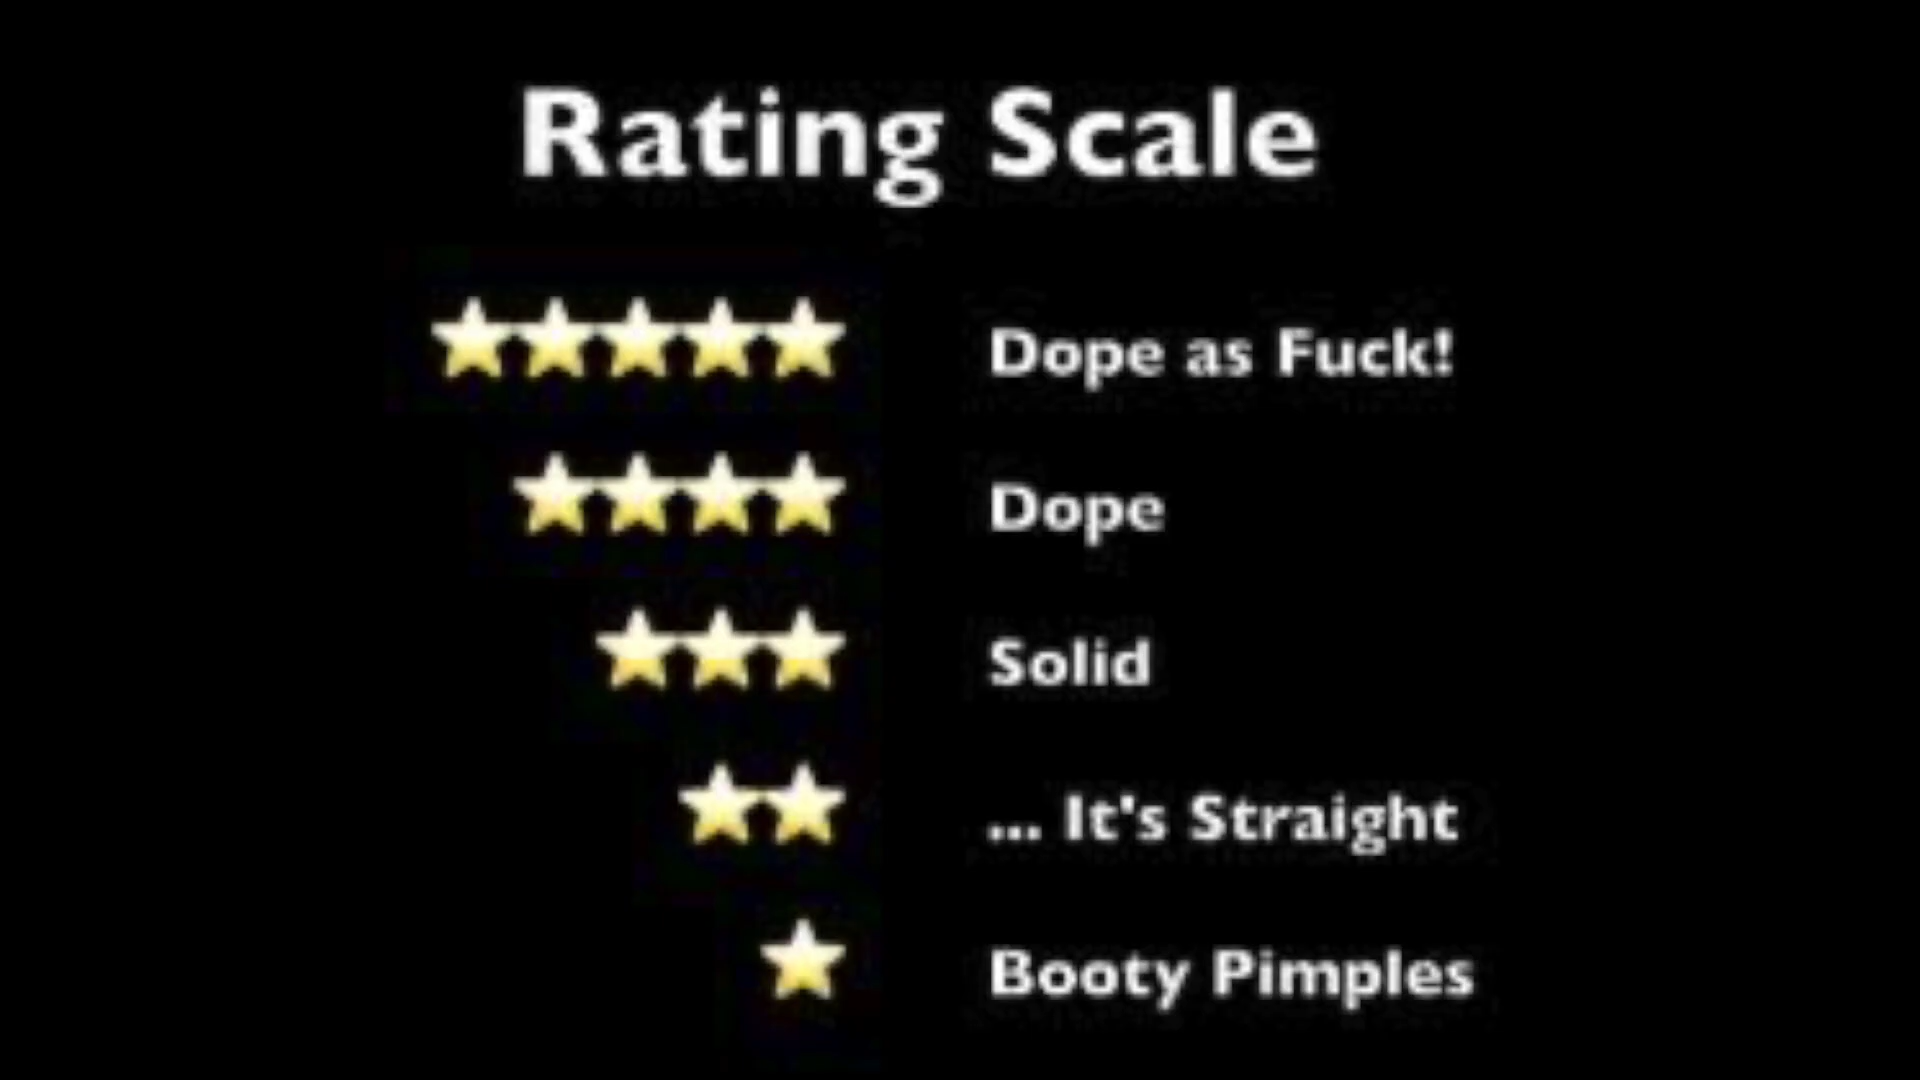 Rating Scale
Dope as Fuck!
Dope
Solid
... It's Straight
Booty Pimples